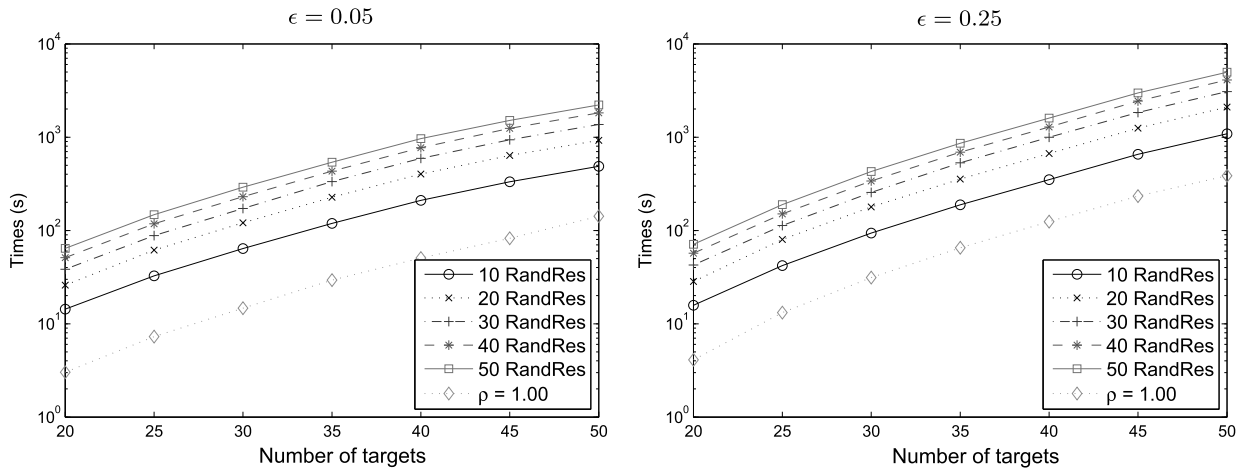 ϵ = 0.05
10⁴
10³
10²
10¹
10⁰
Times (s)
20 25 30 35 40 45 50
Number of targets
10 RandRes
20 RandRes
30 RandRes
40 RandRes
50 RandRes
ρ = 1.00
ϵ = 0.25
10⁴
10³
10²
10¹
10⁰
Times (s)
20 25 30 35 40 45 50
Number of targets
10 RandRes
20 RandRes
30 RandRes
40 RandRes
50 RandRes
ρ = 1.00